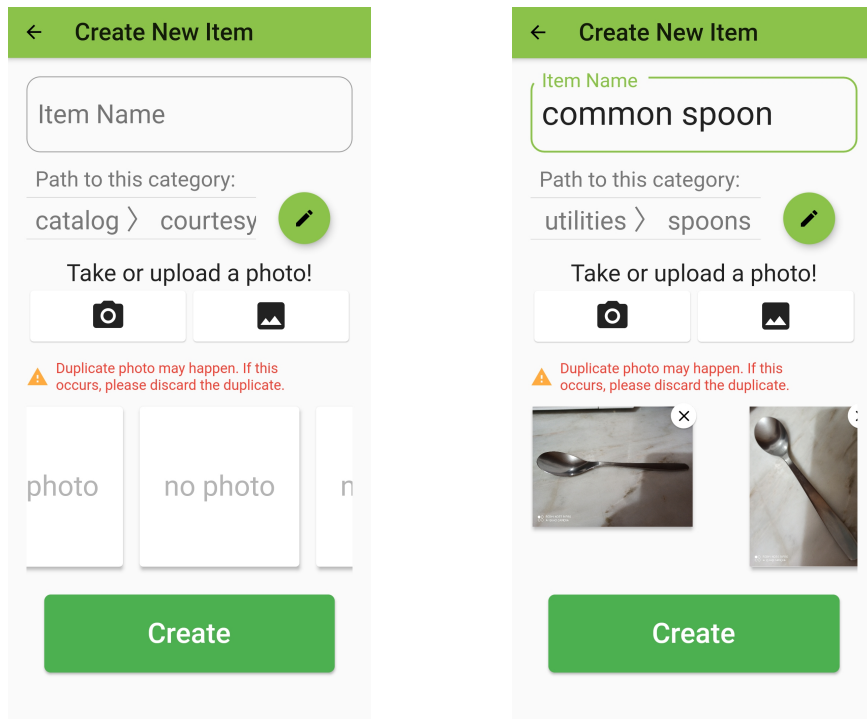 Create New Item
Item Name
Path to this category:
catalog 〉 courtesy
Take or upload a photo!
Duplicate photo may happen. If this
occurs, please discard the duplicate.
photo
no photo
n
Create
Create New Item
Item Name
common spoon
Path to this category:
utilities 〉 spoons
Take or upload a photo!
Duplicate photo may happen. If this
occurs, please discard the duplicate.
Create